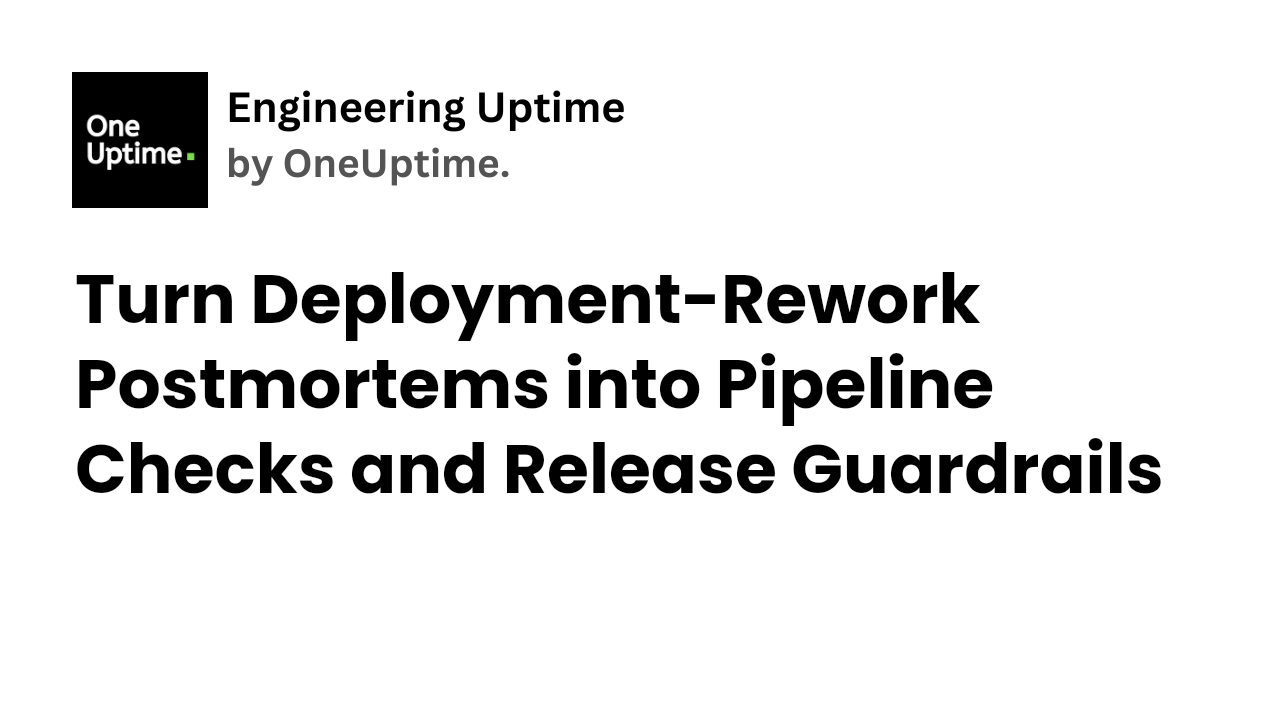 One
Uptime
Engineering Uptime
by OneUptime.
Turn Deployment-Rework
Postmortems into Pipeline
Checks and Release Guardrails